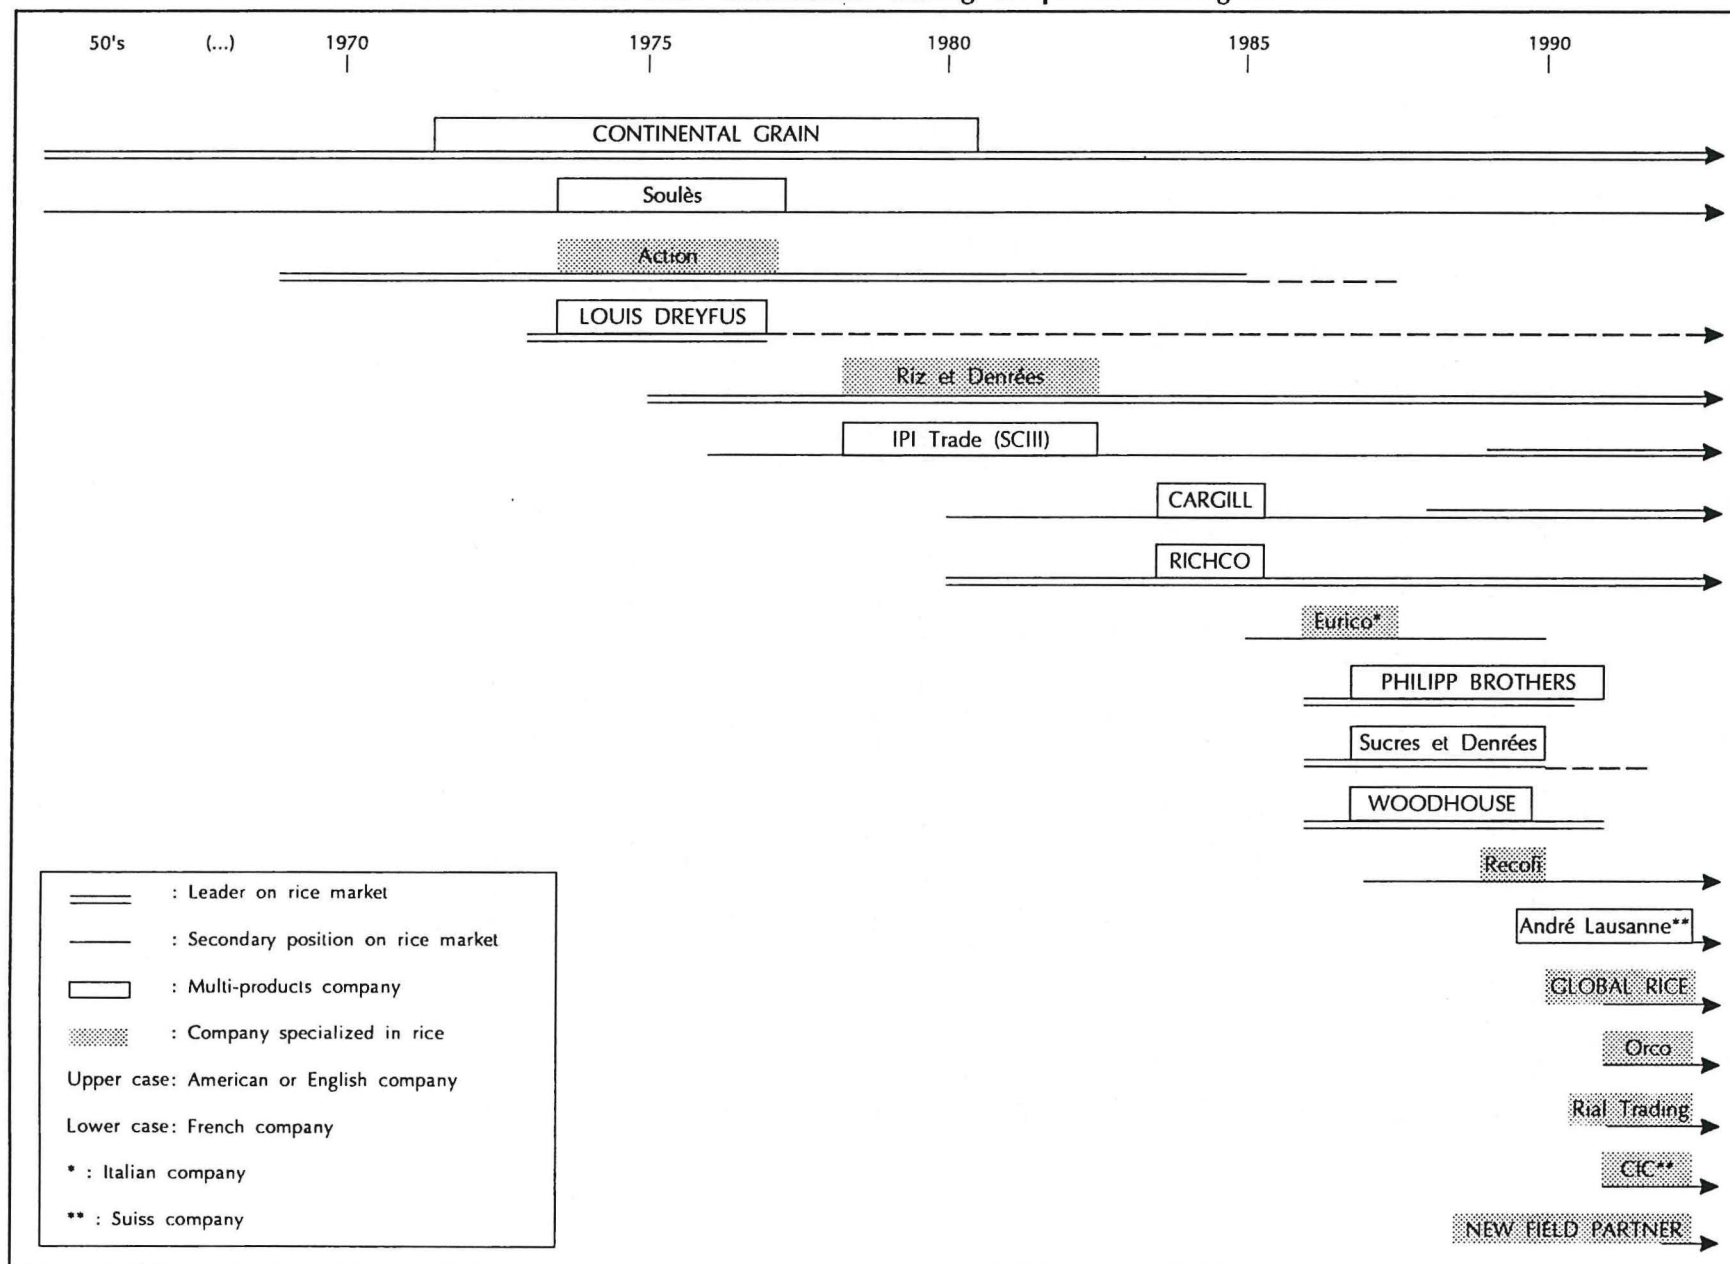 50's (...) 1970 1975 1980 1985 1990
CONTINENTAL GRAIN
Soulès
Action
LOUIS DREYFUS
Riz et Denrées
IPI Trade (SCIII)
CARGILL
RICHCO
Eurico*
PHILIPP BROTHERS
Sucres et Denrées
WOODHOUSE
Recofi
André Lausanne**
GLOBAL RICE
Orco
Rial Trading
CIC**
NEW FIELD PARTNER
: Leader on rice market
: Secondary position on rice market
: Multi-products company
: Company specialized in rice
Upper case: American or English company
Lower case: French company
* : Italian company
** : Suiss company